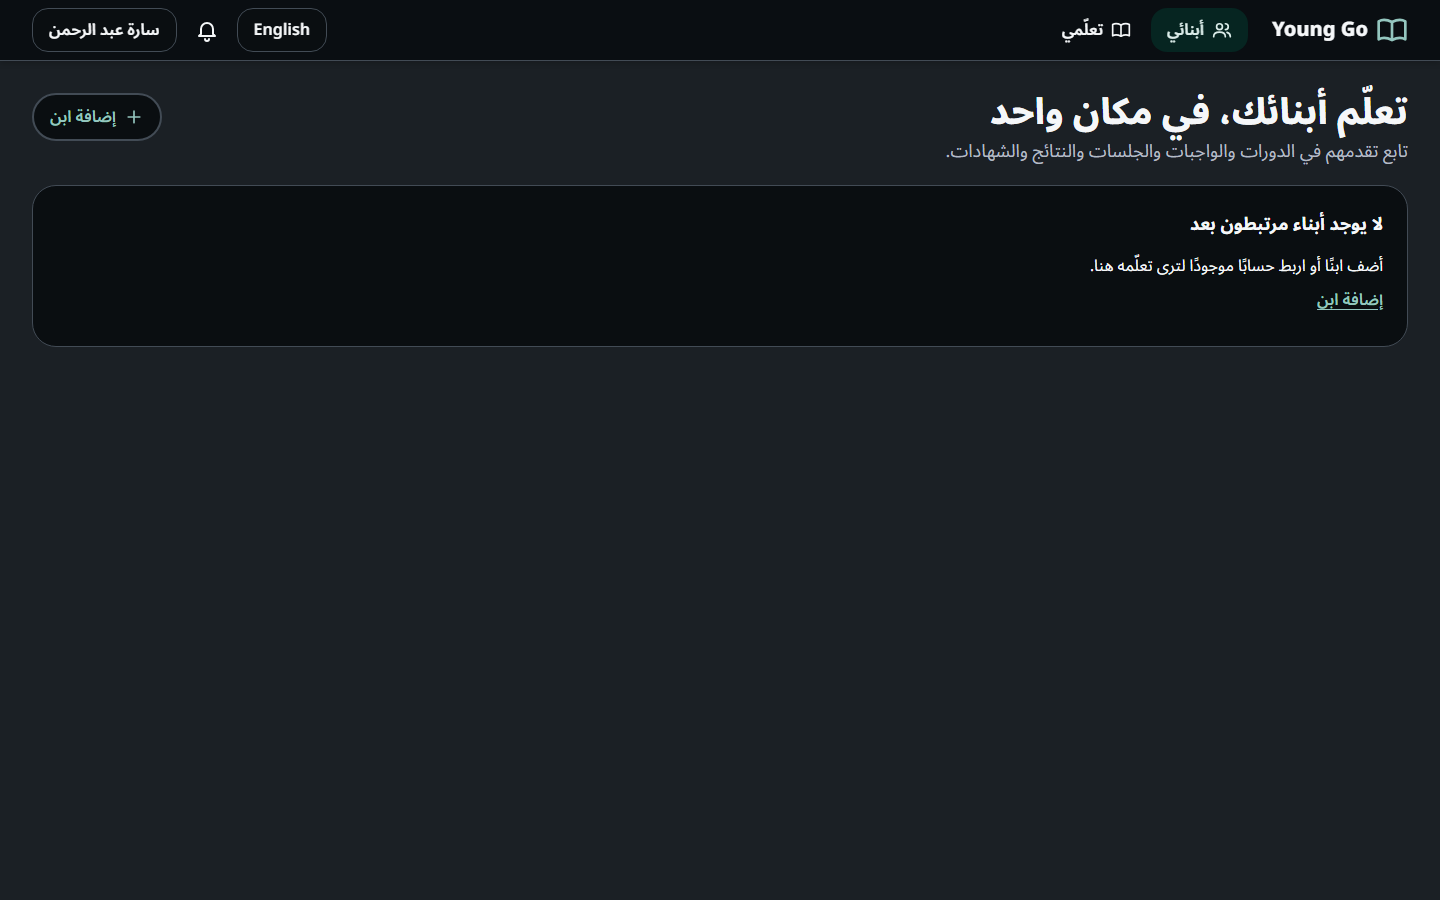 Young Go
أبنائي
تعلّمي
English
سارة عبد الرحمن
تعلّم أبنائك، في مكان واحد
تابع تقدمهم في الدورات والواجبات والجلسات والنتائج والشهادات.
إضافة ابن
لا يوجد أبناء مرتبطون بعد
أضف ابنًا أو اربط حسابًا موجودًا لترى تعلّمه هنا.
إضافة ابن